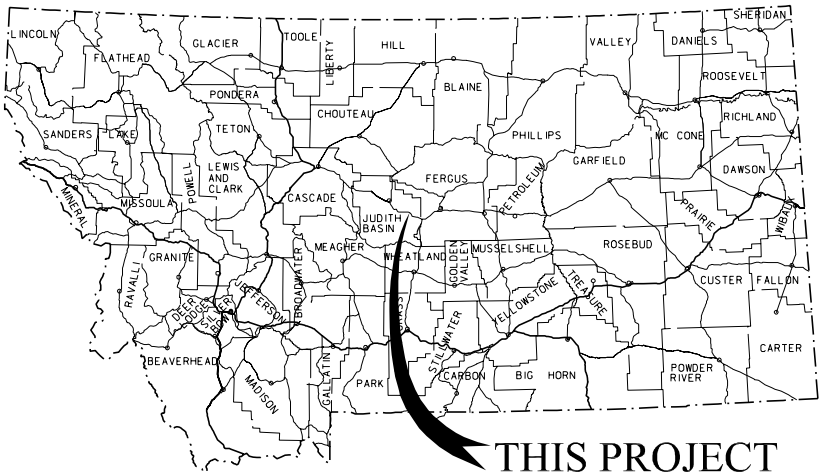 SHERIDAN
LINCOLN
TOOLE
GLACIER
HILL
VALLEY
DANIELS
FLATHEAD
LIBERTY
ROOSEVELT
BLAINE
PONDERA
CHOUTEAU
RICHLAND
SANDERS
LAKE
TETON
PHILLIPS
MC CONE
GARFIELD
LEWIS
AND
CLARK
POWELL
DAWSON
FERGUS
PETROLEUM
MINERAL
MISSOULA
CASCADE
PRAIRIE
WIBAUX
JUDITH
BASIN
MEAGHER
WHEATLAND
GOLDEN
VALLEY
MUSSELSHELL
ROSEBUD
GRANITE
RAVALLI
BROADWATER
JEFFERSON
CUSTER
FALLON
DEER
LODGE
SILVER
BOW
GRASS
YELLOWSTONE
TREASURE
STILLWATER
BEAVERHEAD
CARTER
MADISON
GALLATIN
PARK
CARBON
BIG HORN
POWDER
RIVER
THIS PROJECT